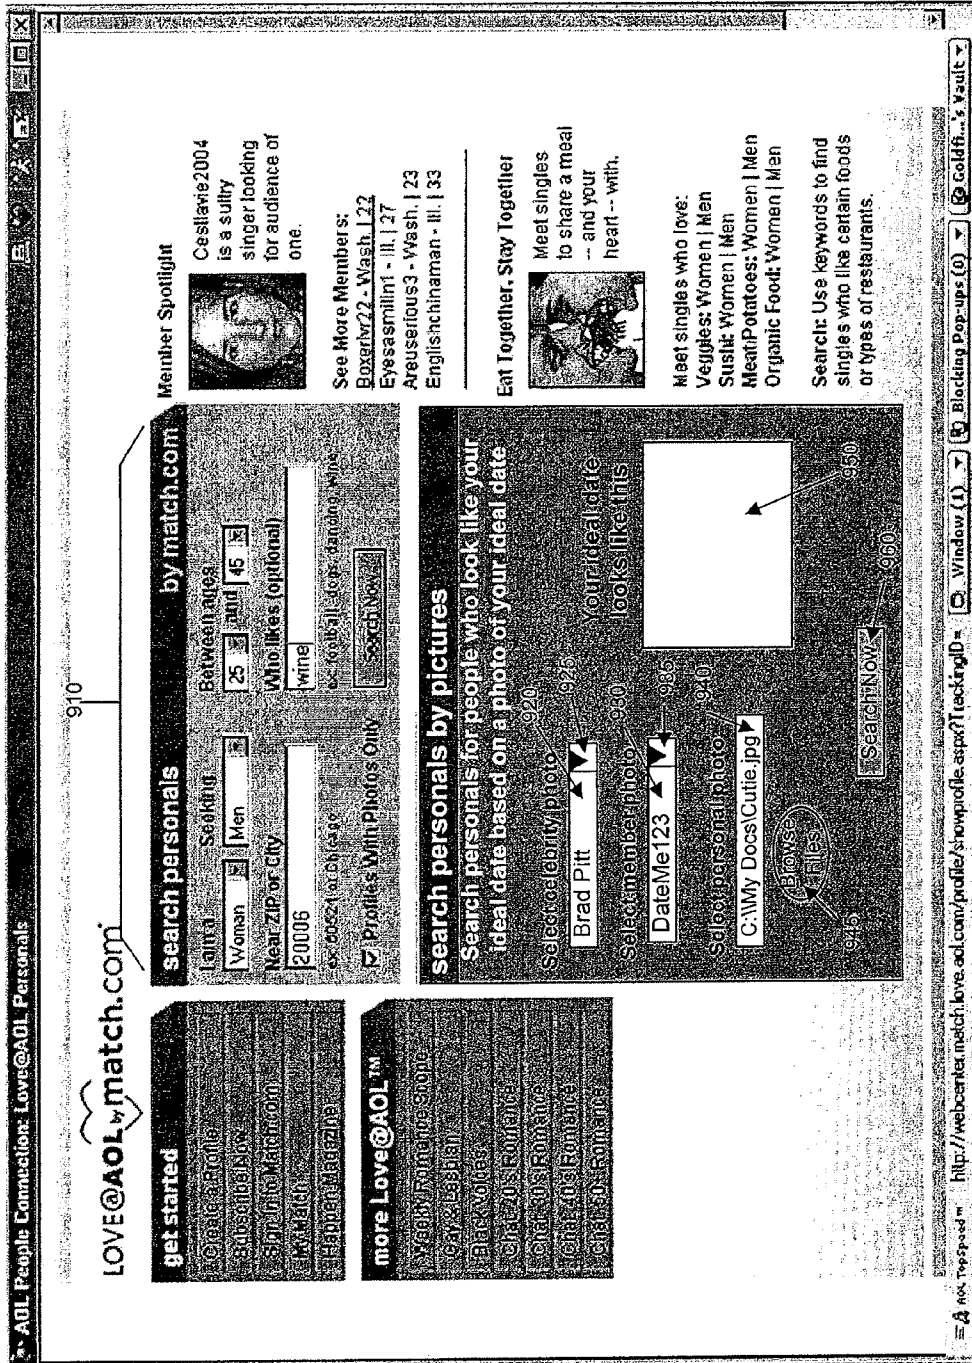 AOL People Connection: Love@AOL Personals
910
LOVE@AOL by match.com
get started
Create a Profile
Subscribe Now
Sign Into Match.com
MyMatch
Happen Magazine
more Love@AOL™
Weekly Romance Scope
Gay & Lesbian
Black Voices
Chat: 20's Romance
Chat: 30's Romance
Chat: 40's Romance
Chat: 50's Romance
search personals by match.com
I am a Seeking Between ages
Woman Men 25 and 45
Near ZIP or City Who likes (optional)
20006 wine
ex: 60521 or Chicago ex: football, dogs, dancing, wine
Profiles With Photos Only Search Now
search personals by pictures
Search personals for people who look like your
ideal date based on a photo of your ideal date
Select celebrity photo 920
Brad Pitt 925
Select member photo 930
DateMe123 935
Select personal photo 940
C:\\My Docs\Cutie.jpg
Browse
Files
945
Your ideal date
looks like this
950
Search Now 960
Member Spotlight
Cestlavie2004
is a sultry
singer looking
for audience of
one.
See More Members:
Boxerlvr22 - Wash. | 22
Eyesasmilin1 - Ill. | 27
Areuserious3 - Wash. | 23
Englishchinaman - Ill. | 33
Eat Together, Stay Together
Meet singles
to share a meal
-- and your
heart -- with.
Meet singles who love:
Veggies: Women | Men
Sushi: Women | Men
Meat/Potatoes: Women | Men
Organic Food: Women | Men
Search: Use keywords to find
singles who like certain foods
or types of restaurants.
AOL TopSpeed™ http://webcenter.match.love.aol.com/profile/showprofile.aspx?TrackingID= Window (1) Blocking Pop-ups (0) Goldfi...'s Vault